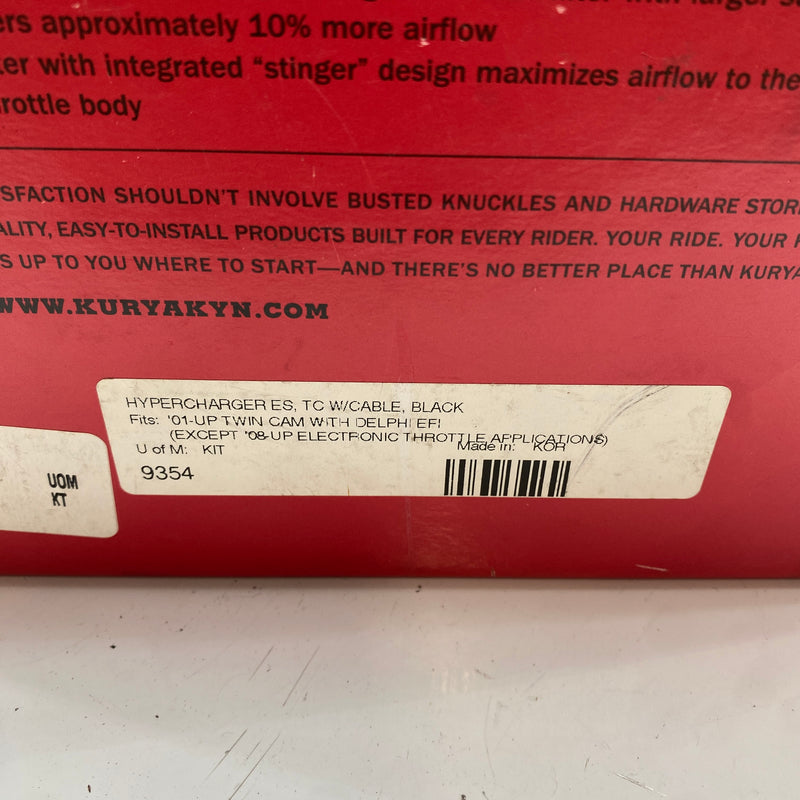 ers approximately 10% more airflow
ter with integrated “stinger” design maximizes airflow to the
hrottle body
SFACTION SHOULDN'T INVOLVE BUSTED KNUCKLES AND HARDWARE STOR
ALITY, EASY-TO-INSTALL PRODUCTS BUILT FOR EVERY RIDER. YOUR RIDE. YOUR
S UP TO YOU WHERE TO START—AND THERE'S NO BETTER PLACE THAN KURYA
WWW.KURYAKYN.COM
HYPERCHARGER ES, TC W/CABLE, BLACK
Fits: '01-UP TWIN CAM WITH DELPHI EFI
(EXCEPT '08-UP ELECTRONIC THROTTLE APPLICATIONS)
U of M: KIT Made in: KOR
9354
UOM
KT